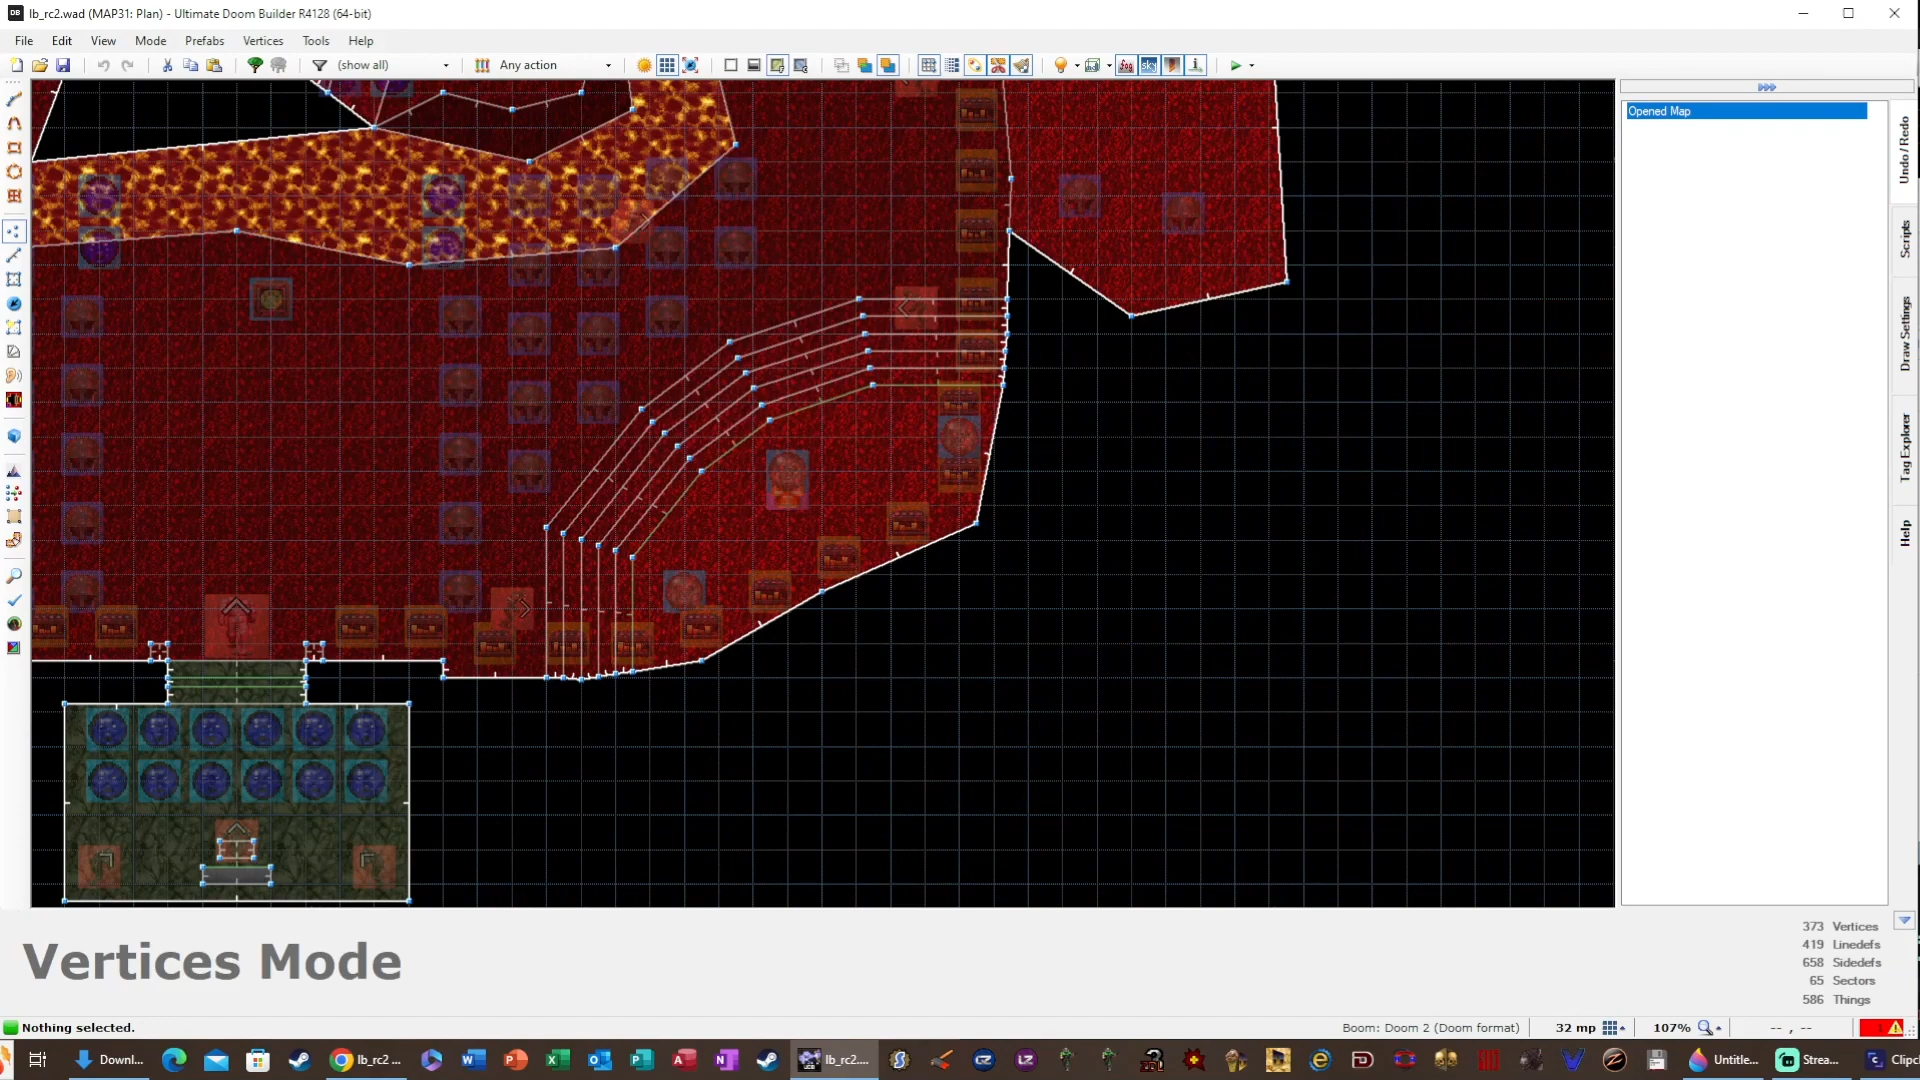 lb_rc2.wad (MAP31: Plan) - Ultimate Doom Builder R4128 (64-bit)
File Edit View Mode Prefabs Vertices Tools Help
(show all) Any action
Opened Map
Undo / Redo
Scripts
Draw Settings
Tag Explorer
Help
Vertices Mode
373 Vertices
419 Linedefs
658 Sidedefs
65 Sectors
586 Things
Nothing selected.
Boom: Doom 2 (Doom format) 32 mp 107% -- , --
Downl... lb_rc2 ... lb_rc2.... Untitle... Strea... Clipcl